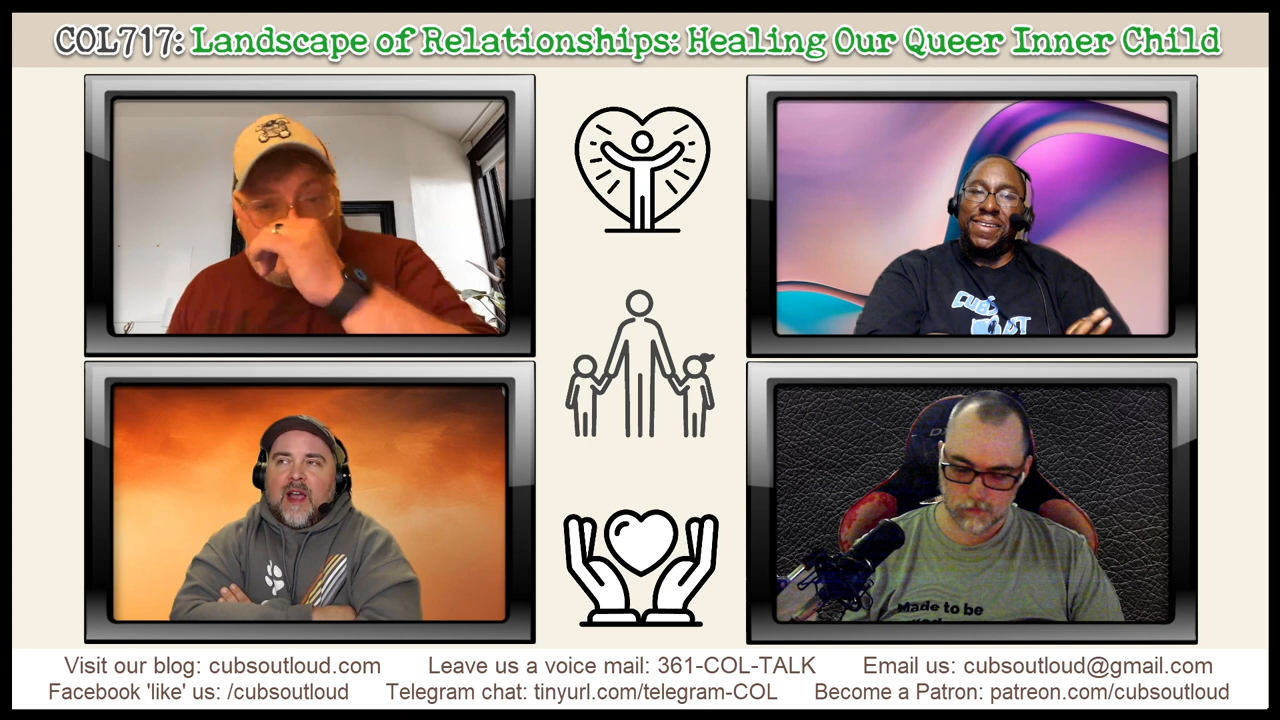 COL717: Landscape of Relationships: Healing Our Queer Inner Child
CUBS
Made to be
Visit our blog: cubsoutloud.com Leave us a voice mail: 361-COL-TALK Email us: cubsoutloud@gmail.com
Facebook 'like' us: /cubsoutloud Telegram chat: tinyurl.com/telegram-COL Become a Patron: patreon.com/cubsoutloud